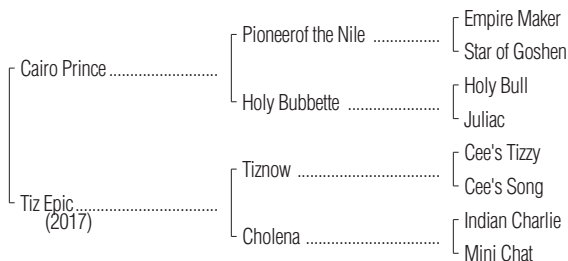 Empire Maker
Pioneerof the Nile ................
Star of Goshen
Cairo Prince ..........................
Holy Bull
Holy Bubbette ......................
Juliac
Cee's Tizzy
Tiznow ..................................
Cee's Song
Tiz Epic ..................................
(2017)
Indian Charlie
Cholena ................................
Mini Chat